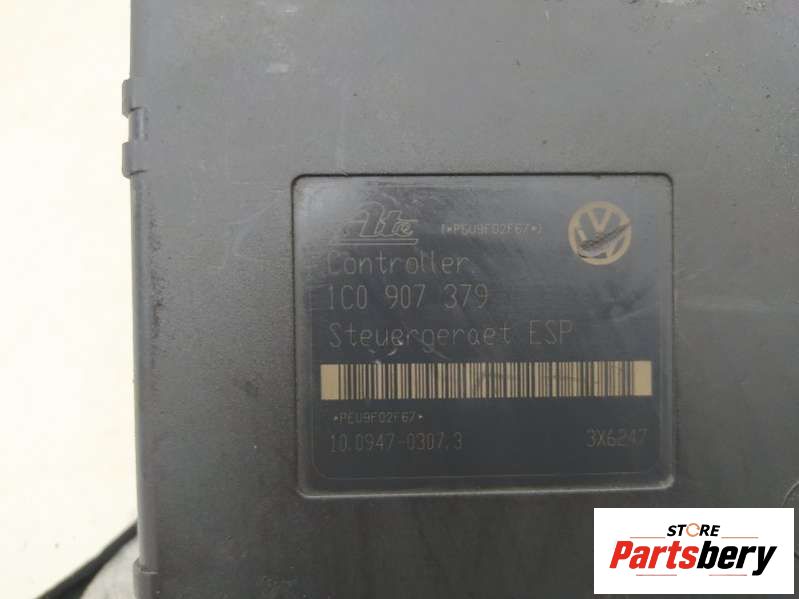 Ate (*PEU9F02F67*)
Controller
1C0 907 379
Steuergeraet ESP
*PEU9F02F67*
10.0947-0307.3 3X6247
STORE
Partsbery